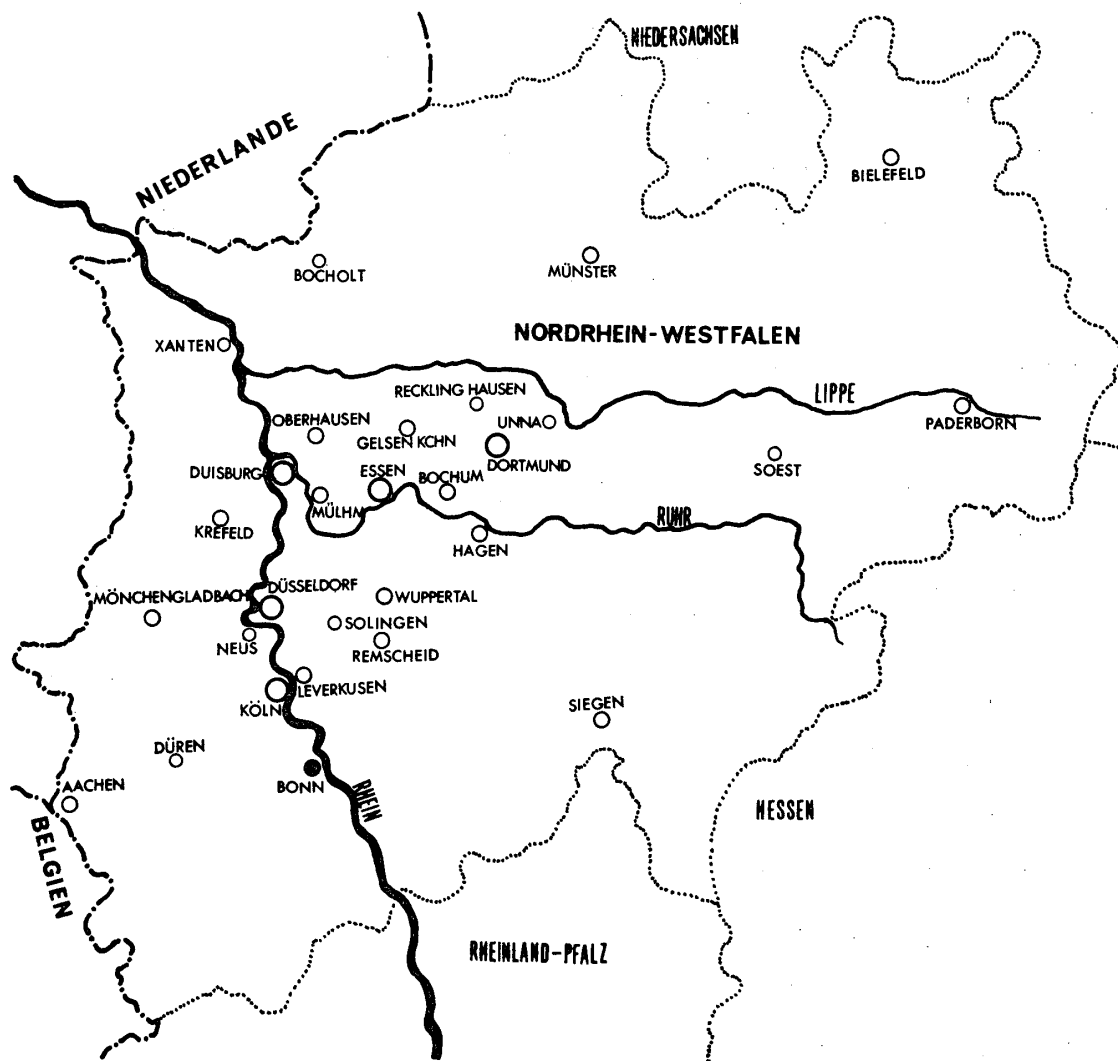 NIEDERSACHSEN
NIEDERLANDE
BIELEFELD
BOCHOLT
MÜNSTER
NORDRHEIN-WESTFALEN
XANTEN
RECKLING HAUSEN
LIPPE
OBERHAUSEN
UNNA
PADERBORN
GELSEN KCHN
DUISBURG
ESSEN
BOCHUM
DORTMUND
SOEST
MÜLHM
KREFELD
RUHR
HAGEN
MÖNCHENGLADBACH
DÜSSELDORF
WUPPERTAL
SOLINGEN
NEUS
REMSCHEID
LEVERKUSEN
KÖLN
SIEGEN
DÜREN
AACHEN
BONN
RHEIN
HESSEN
BELGIEN
RHEINLAND-PFALZ